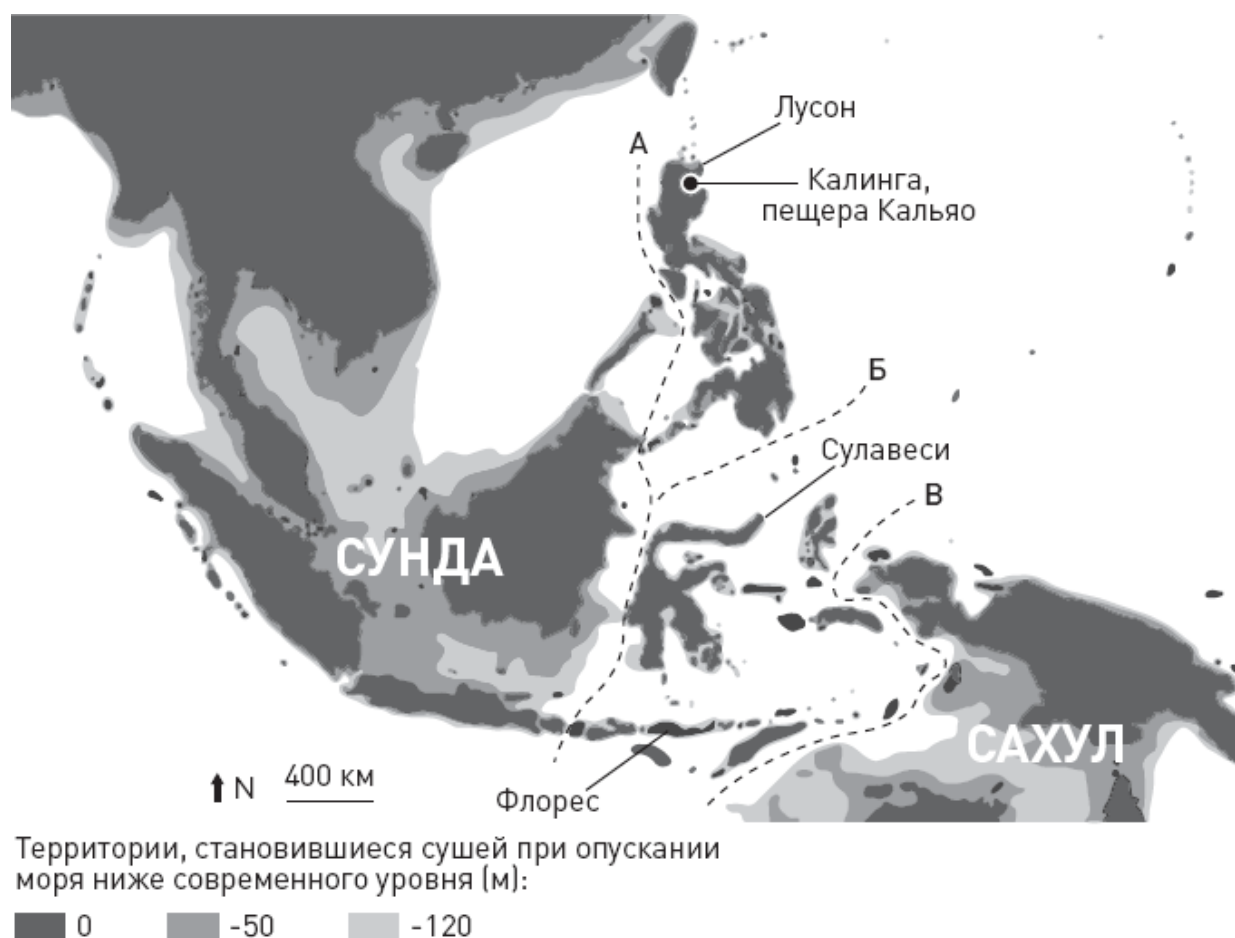 Лусон
А
Калинга,
пещера Кальяо
Б
Сулавеси
В
СУНДА
САХУЛ
N
400 км
Флорес
Территории, становившиеся сушей при опускании
моря ниже современного уровня (м):
0
-50
-120